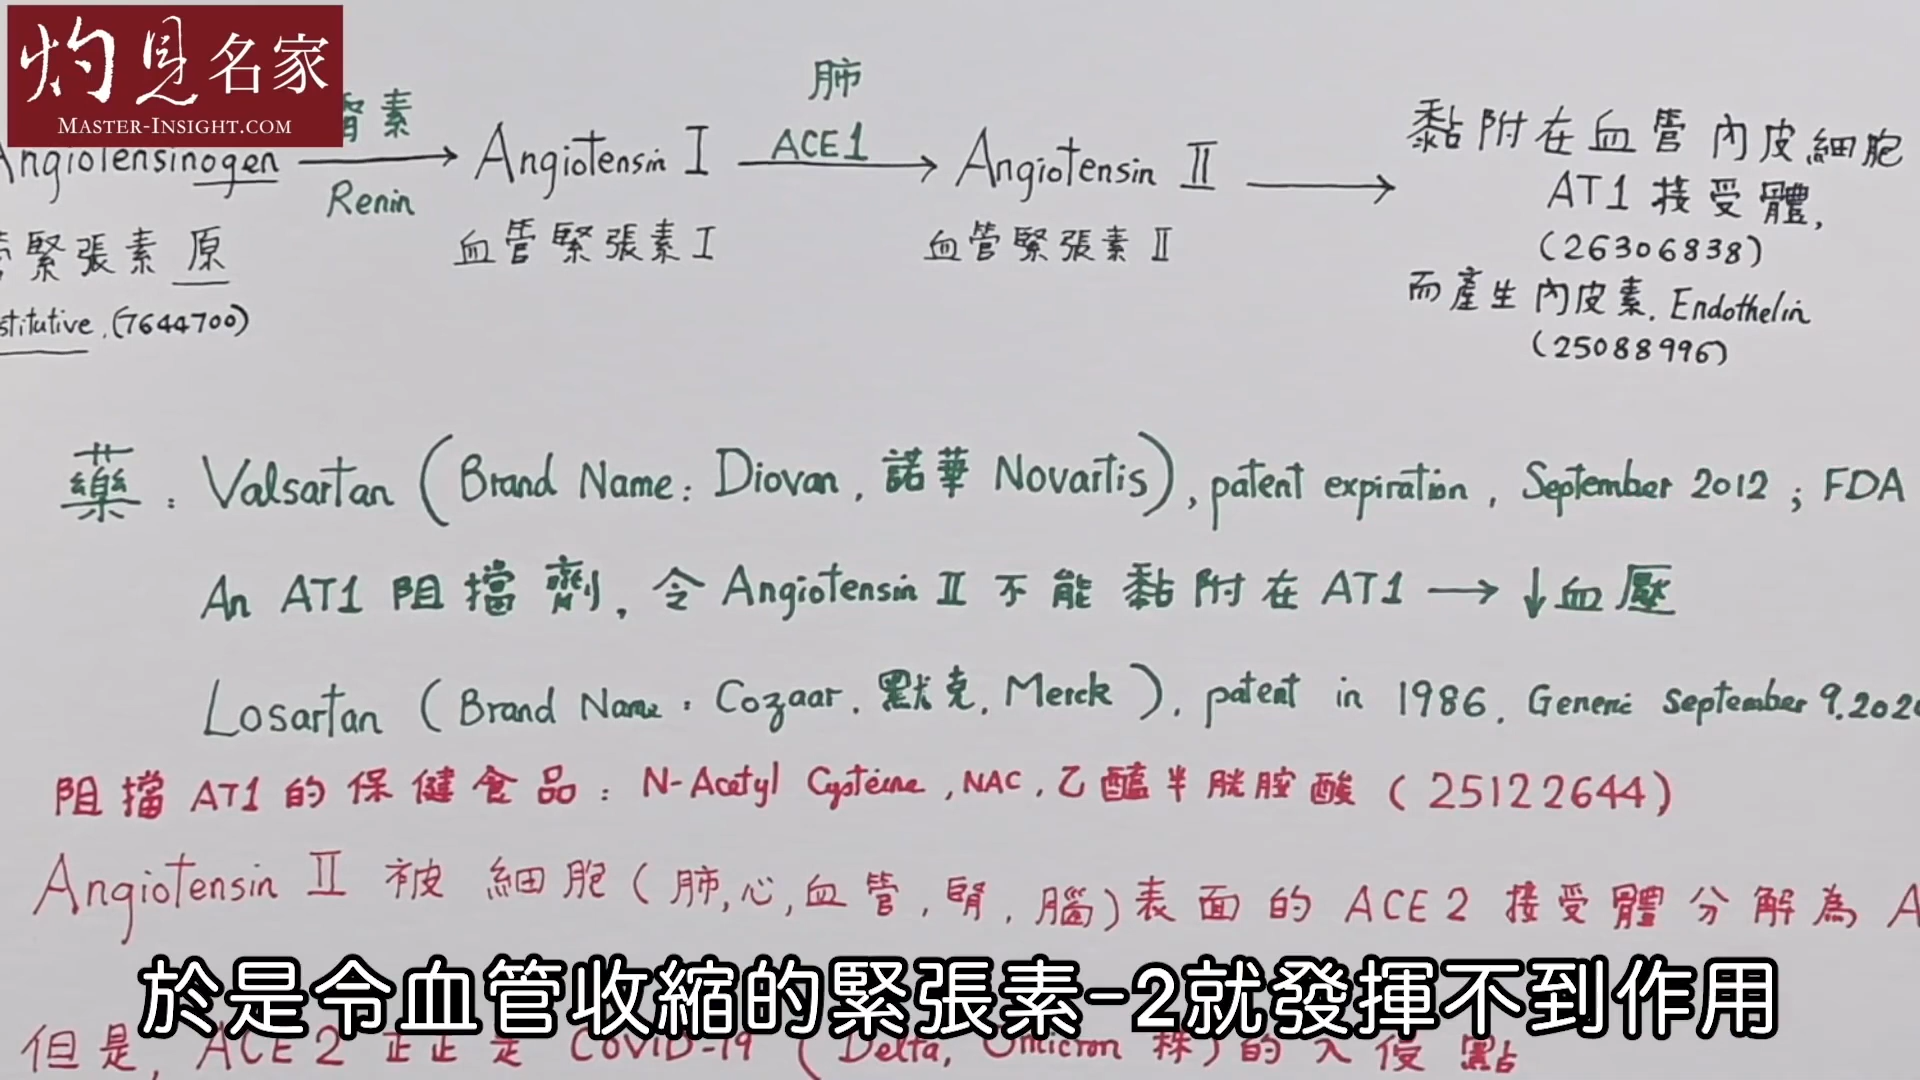 灼見名家
MASTER-INSIGHT.COM
肺
素
Angiotensinogen Renin Angiotensin I ACE1 Angiotensin II
緊張素原
血管緊張素 I
血管緊張素 II
stitutive, (7644700)
黏附在血管內皮細胞
AT1 接受體,
(26306838)
而產生內皮素, Endothelin
(25088996)
藥: Valsartan (Brand Name: Diovan, 諾華 Novartis), patent expiration, September 2012; FDA
An AT1 阻擋劑, 令 Angiotensin II 不能黏附在 AT1 → ↓血壓
Losartan (Brand Name: Cozaar, 默克, Merck), patent in 1986, Generic September 9, 202
阻擋 AT1 的保健食品: N-Acetyl Cysteine, NAC, 乙醯半胱胺酸 (25122644)
Angiotensin II 被細胞(肺,心,血管,腎,腦)表面的 ACE2 接受體分解為 A
於是令血管收縮的緊張素-2就發揮不到作用
但是, ACE2 正正是 COVID-19 (Delta, Omicron 株) 的入侵點